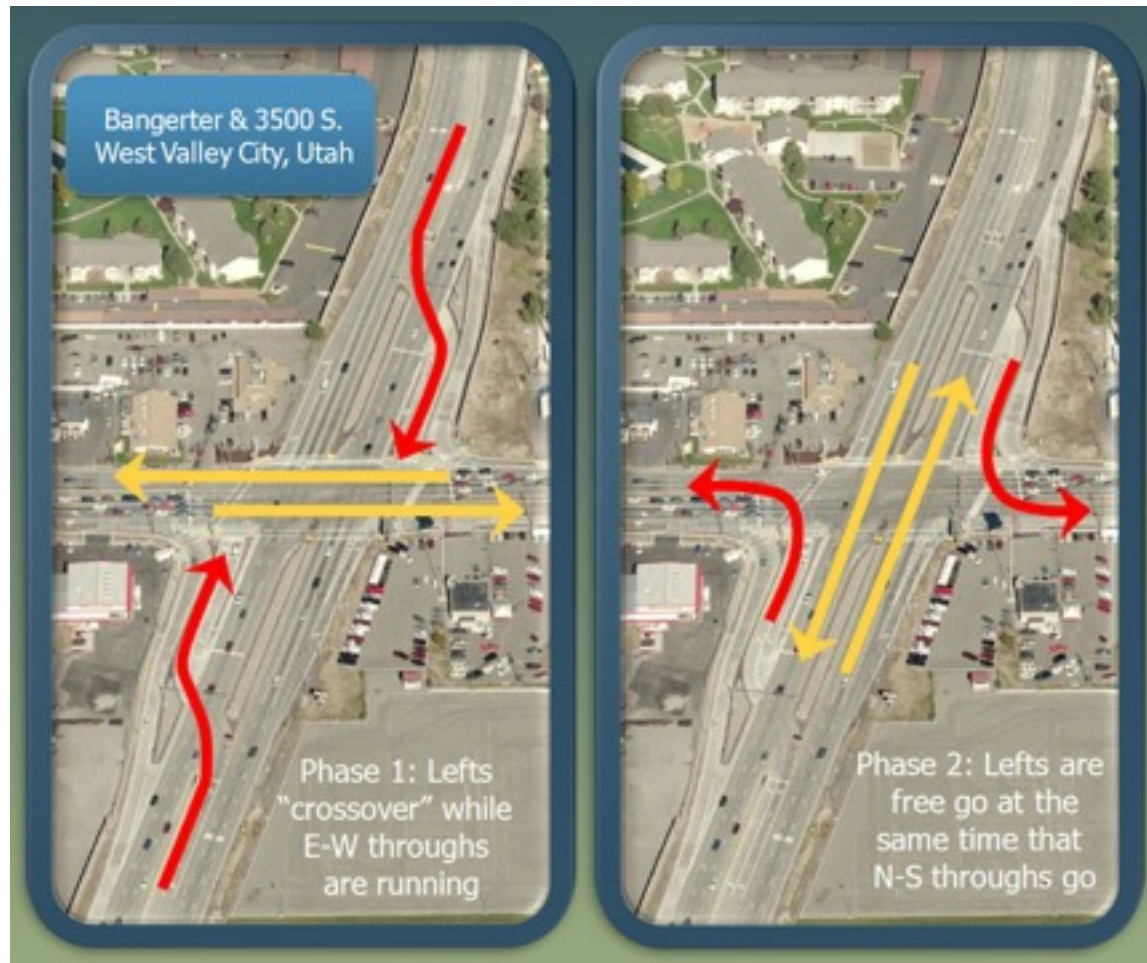 Bangerter & 3500 S.
West Valley City, Utah
Phase 1: Lefts
“crossover” while
E-W throughs
are running
Phase 2: Lefts are
free go at the
same time that
N-S throughs go